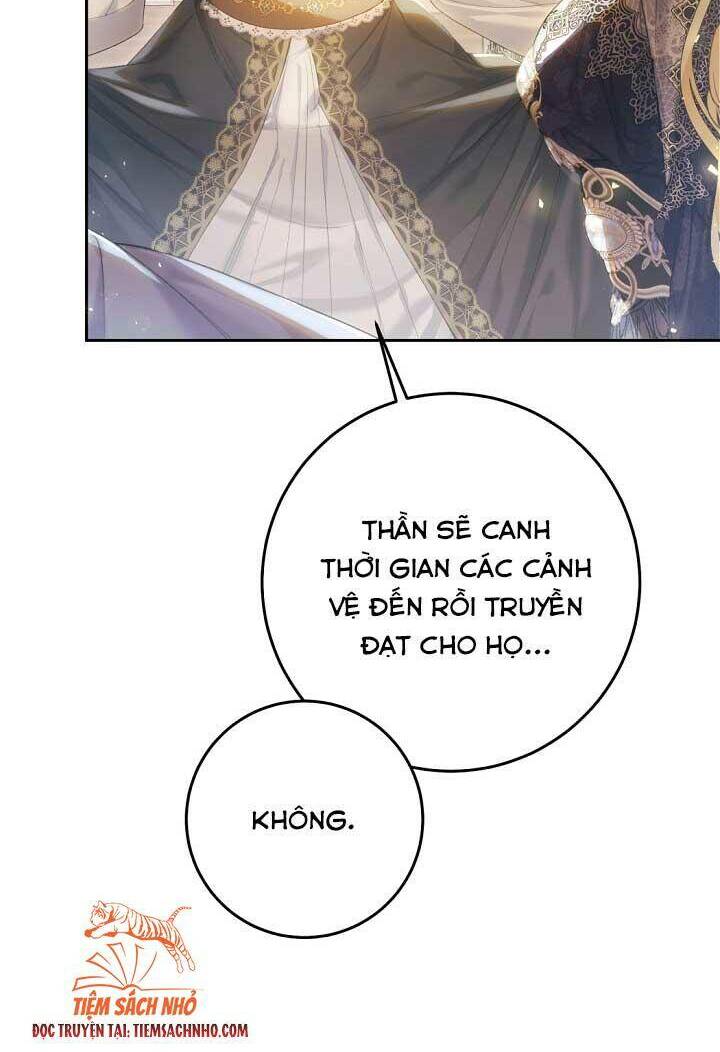 THẦN SẼ CANH
THỜI GIAN CÁC CẢNH
VỆ ĐẾN RỒI TRUYỀN
ĐẠT CHO HỌ...
KHÔNG.
TIỆM SÁCH NHỎ
ĐỌC TRUYỆN TẠI: TIEMSACHNHO.COM